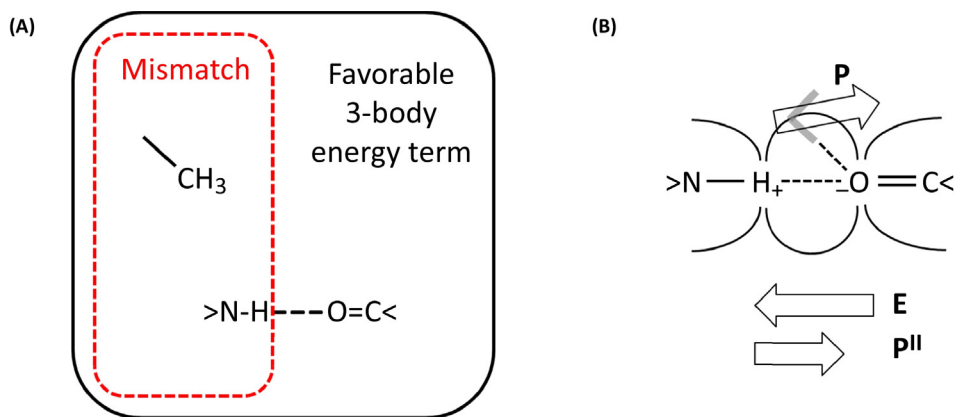 (A)
Mismatch
Favorable
3-body
energy term
CH₃
>N-H---O=C<
(B)
P
>N—H₊-----₋O=C<
E
Pᴵᴵ